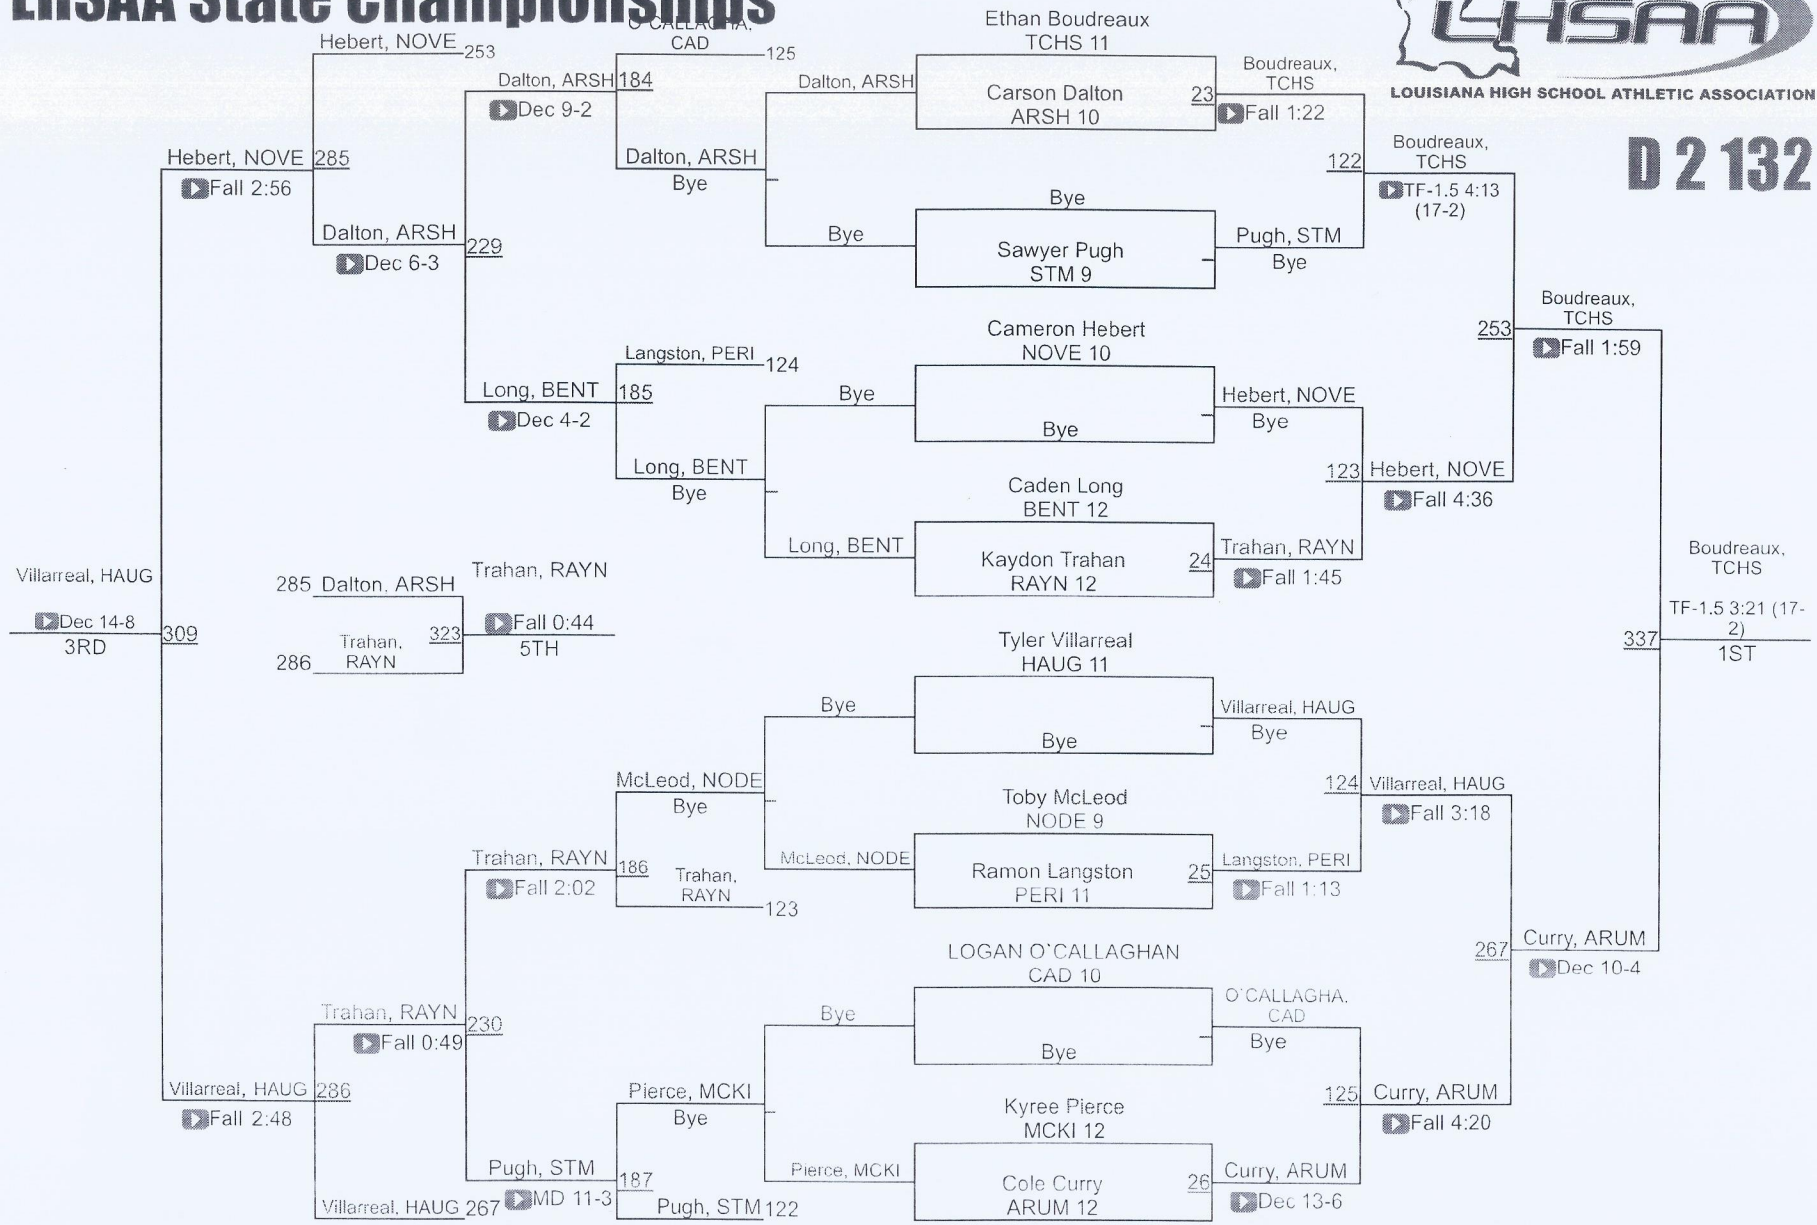 LHSAA State Championships
LHSAA
LOUISIANA HIGH SCHOOL ATHLETIC ASSOCIATION
D 2 132
Hebert, NOVE
253
Hebert, NOVE
285
Fall 2:56
Dalton, ARSH
229
Dec 6-3
Dalton, ARSH
184
Dec 9-2
O'CALLAGHA,
CAD
125
Dalton, ARSH
Bye
Dalton, ARSH
Bye
Ethan Boudreaux
TCHS 11
Carson Dalton
ARSH 10
23
Boudreaux,
TCHS
Fall 1:22
Bye
Sawyer Pugh
STM 9
Pugh, STM
Bye
122
Boudreaux,
TCHS
TF-1.5 4:13
(17-2)
Long, BENT
185
Dec 4-2
Langston, PERI
124
Long, BENT
Bye
Bye
Long, BENT
Cameron Hebert
NOVE 10
Bye
Hebert, NOVE
Bye
Caden Long
BENT 12
Kaydon Trahan
RAYN 12
24
Trahan, RAYN
Fall 1:45
123
Hebert, NOVE
Fall 4:36
253
Boudreaux,
TCHS
Fall 1:59
Villarreal, HAUG
Dec 14-8
3RD
309
285
Dalton, ARSH
286
Trahan,
RAYN
323
Trahan, RAYN
Fall 0:44
5TH
Boudreaux,
TCHS
TF-1.5 3:21 (17-
2)
1ST
337
Tyler Villarreal
HAUG 11
Bye
Villarreal, HAUG
Bye
Bye
McLeod, NODE
Bye
McLeod, NODE
Toby McLeod
NODE 9
Ramon Langston
PERI 11
25
Langston, PERI
Fall 1:13
124
Villarreal, HAUG
Fall 3:18
Trahan, RAYN
186
Fall 2:02
Trahan,
RAYN
123
LOGAN O`CALLAGHAN
CAD 10
Bye
O`CALLAGHA,
CAD
Bye
Bye
267
Curry, ARUM
Dec 10-4
Trahan, RAYN
230
Fall 0:49
Villarreal, HAUG
286
Fall 2:48
Pierce, MCKI
Bye
Pierce, MCKI
Kyree Pierce
MCKI 12
Cole Curry
ARUM 12
26
Curry, ARUM
Dec 13-6
125
Curry, ARUM
Fall 4:20
Pugh, STM
187
MD 11-3
Villarreal, HAUG
267
Pugh, STM
122